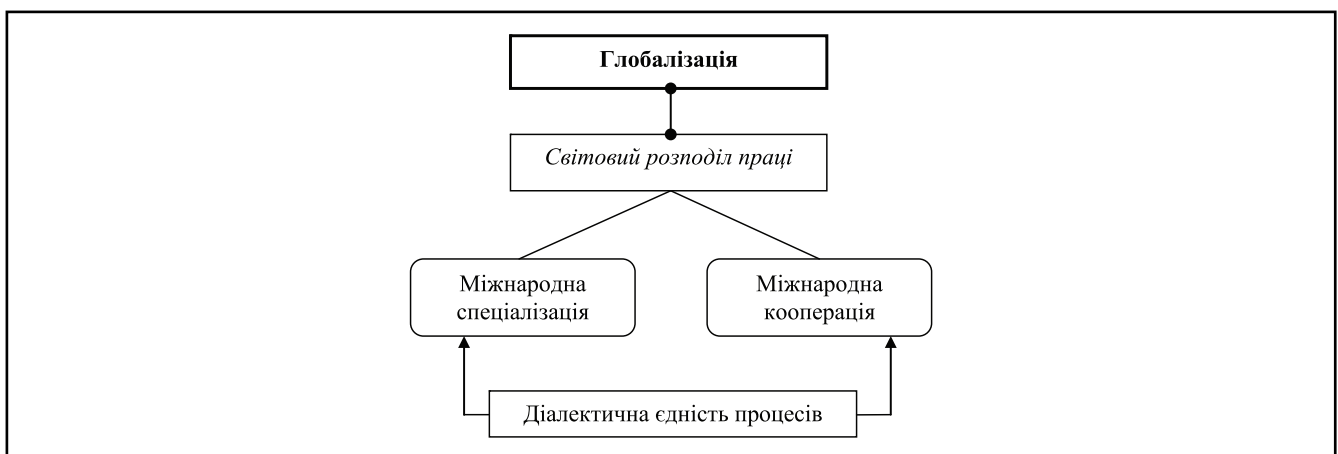 Глобалізація
Світовий розподіл праці
Міжнародна
спеціалізація
Міжнародна
кооперація
Діалектична єдність процесів